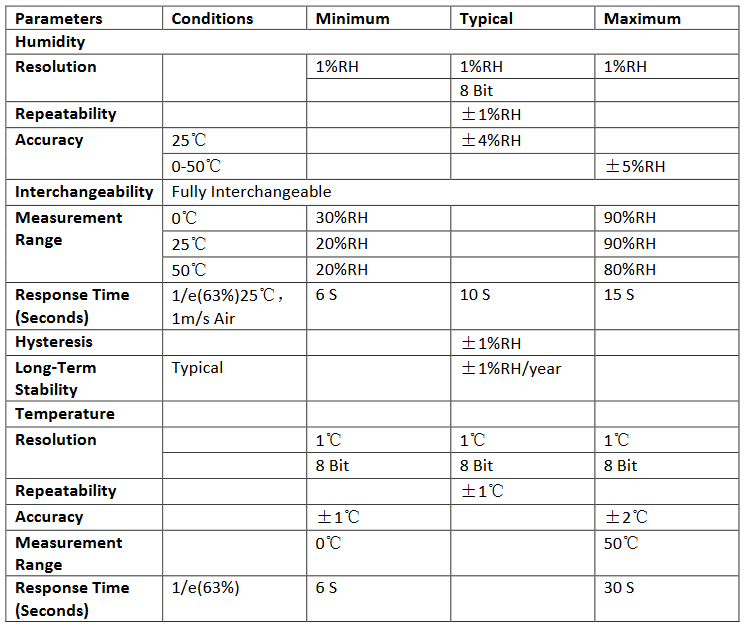 Parameters Conditions Minimum Typical Maximum
Humidity
Resolution 1%RH 1%RH 1%RH
8 Bit
Repeatability ±1%RH
Accuracy 25℃ ±4%RH
0-50℃ ±5%RH
Interchangeability Fully Interchangeable
Measurement 0℃ 30%RH 90%RH
Range 25℃ 20%RH 90%RH
50℃ 20%RH 80%RH
Response Time 1/e(63%)25℃, 6 S 10 S 15 S
(Seconds) 1m/s Air
Hysteresis ±1%RH
Long-Term Typical ±1%RH/year
Stability
Temperature
Resolution 1℃ 1℃ 1℃
8 Bit 8 Bit 8 Bit
Repeatability ±1℃
Accuracy ±1℃ ±2℃
Measurement 0℃ 50℃
Range
Response Time 1/e(63%) 6 S 30 S
(Seconds)